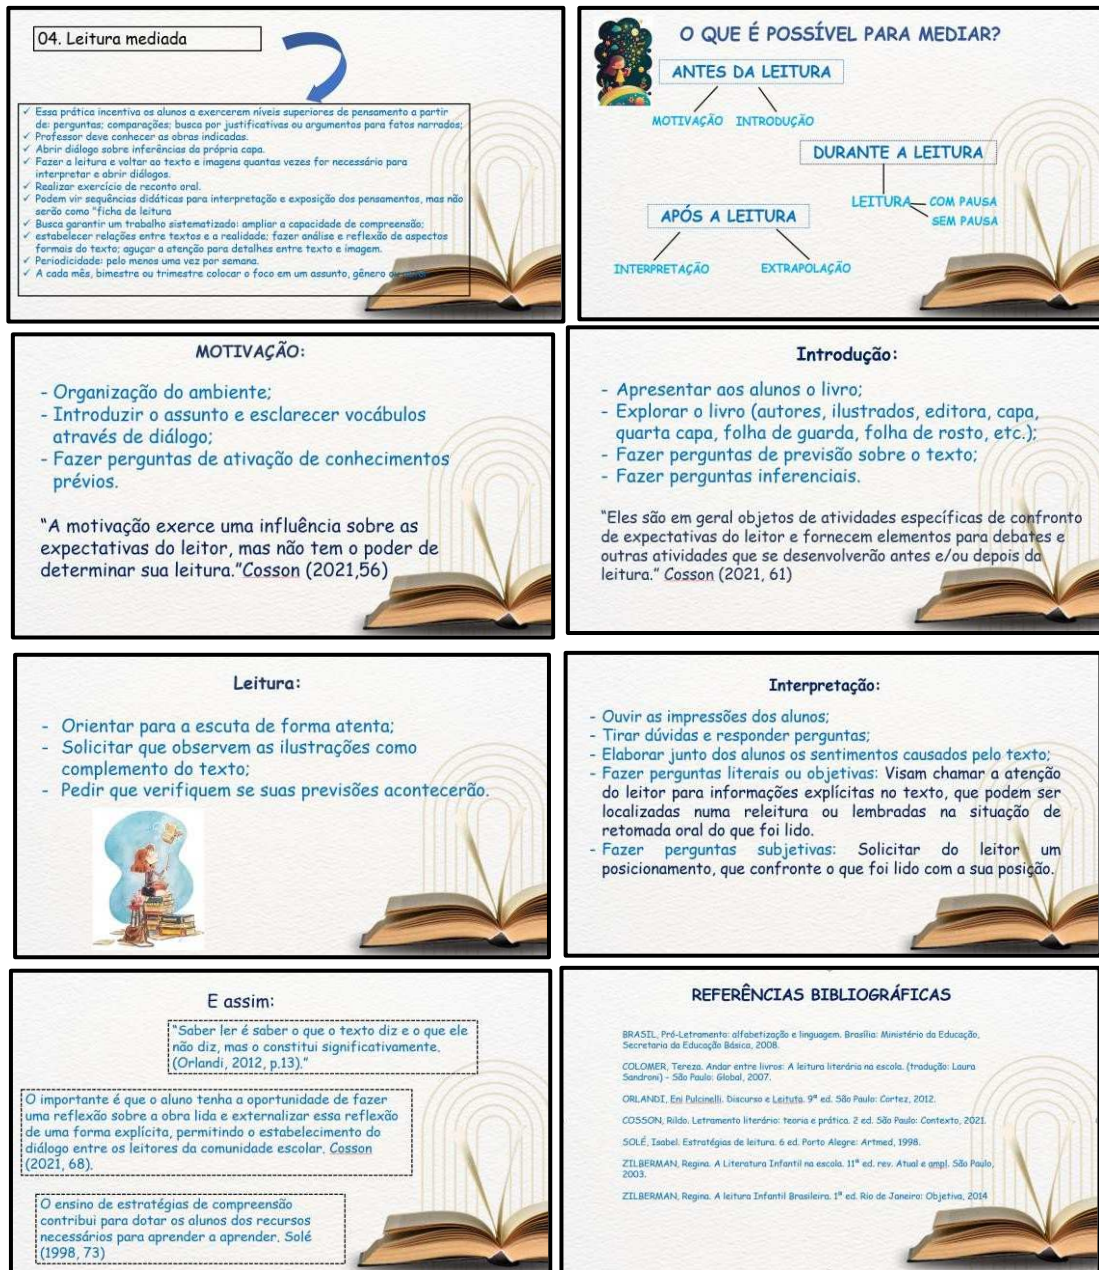 04. Leitura mediada
✓ Essa prática incentiva os alunos a exercerem níveis superiores de pensamento a partir
de: perguntas; comparações; busca por justificativas ou argumentos para fatos narrados;
✓ Professor deve conhecer as obras indicadas.
✓ Abrir diálogo sobre inferências da própria capa.
✓ Fazer a leitura e voltar ao texto e imagens quantas vezes for necessário para
interpretar e abrir diálogos.
✓ Realizar exercício de reconto oral.
✓ Podem vir sequências didáticas para interpretação e exposição dos pensamentos, mas não
serão como "ficha de leitura
✓ Busca garantir um trabalho sistematizado: ampliar a capacidade de compreensão;
✓ estabelecer relações entre textos e a realidade; fazer análise e reflexão de aspectos
formais do texto; aguçar a atenção para detalhes entre texto e imagem.
✓ Periodicidade: pelo menos uma vez por semana.
✓ A cada mês, bimestre ou trimestre colocar o foco em um assunto, gênero
O QUE É POSSÍVEL PARA MEDIAR?
ANTES DA LEITURA
MOTIVAÇÃO INTRODUÇÃO
DURANTE A LEITURA
LEITURA COM PAUSA
SEM PAUSA
APÓS A LEITURA
INTERPRETAÇÃO EXTRAPOLAÇÃO
MOTIVAÇÃO:
- Organização do ambiente;
- Introduzir o assunto e esclarecer vocábulos
através de diálogo;
- Fazer perguntas de ativação de conhecimentos
prévios.
"A motivação exerce uma influência sobre as
expectativas do leitor, mas não tem o poder de
determinar sua leitura."Cosson (2021,56)
Introdução:
- Apresentar aos alunos o livro;
- Explorar o livro (autores, ilustrados, editora, capa,
quarta capa, folha de guarda, folha de rosto, etc.);
- Fazer perguntas de previsão sobre o texto;
- Fazer perguntas inferenciais.
"Eles são em geral objetos de atividades específicas de confronto
de expectativas do leitor e fornecem elementos para debates e
outras atividades que se desenvolverão antes e/ou depois da
leitura." Cosson (2021, 61)
Leitura:
- Orientar para a escuta de forma atenta;
- Solicitar que observem as ilustrações como
complemento do texto;
- Pedir que verifiquem se suas previsões acontecerão.
Interpretação:
- Ouvir as impressões dos alunos;
- Tirar dúvidas e responder perguntas;
- Elaborar junto dos alunos os sentimentos causados pelo texto;
- Fazer perguntas literais ou objetivas: Visam chamar a atenção
do leitor para informações explícitas no texto, que podem ser
localizadas numa releitura ou lembradas na situação de
retomada oral do que foi lido.
- Fazer perguntas subjetivas: Solicitar do leitor um
posicionamento, que confronte o que foi lido com a sua posição.
E assim:
"Saber ler é saber o que o texto diz e o que ele
não diz, mas o constitui significativamente.
(Orlandi, 2012, p.13)."
O importante é que o aluno tenha a oportunidade de fazer
uma reflexão sobre a obra lida e externalizar essa reflexão
de uma forma explícita, permitindo o estabelecimento do
diálogo entre os leitores da comunidade escolar. Cosson
(2021, 68).
O ensino de estratégias de compreensão
contribui para dotar os alunos dos recursos
necessários para aprender a aprender. Solé
(1998, 73)
REFERÊNCIAS BIBLIOGRÁFICAS
BRASIL, Pró-Letramento: alfabetização e linguagem. Brasília: Ministério da Educação,
Secretaria da Educação Básica, 2008.
COLOMER, Tereza. Andar entre livros: A leitura literária na escola. (tradução: Laura
Sandroni) – São Paulo: Global, 2007.
ORLANDI, Eni Pulcinelli. Discurso e Leituta. 9ª ed. São Paulo: Cortez, 2012.
COSSON, Rildo. Letramento literário: teoria e prática. 2 ed. São Paulo: Contexto, 2021.
SOLÉ, Isabel. Estratégias de leitura. 6 ed. Porto Alegre: Artmed, 1998.
ZILBERMAN, Regina. A Literatura Infantil na escola. 11ª ed. rev. Atual e ampl. São Paulo,
2003.
ZILBERMAN, Regina. A leitura Infantil Brasileira. 1ª ed. Rio de Janeiro: Objetiva, 2014